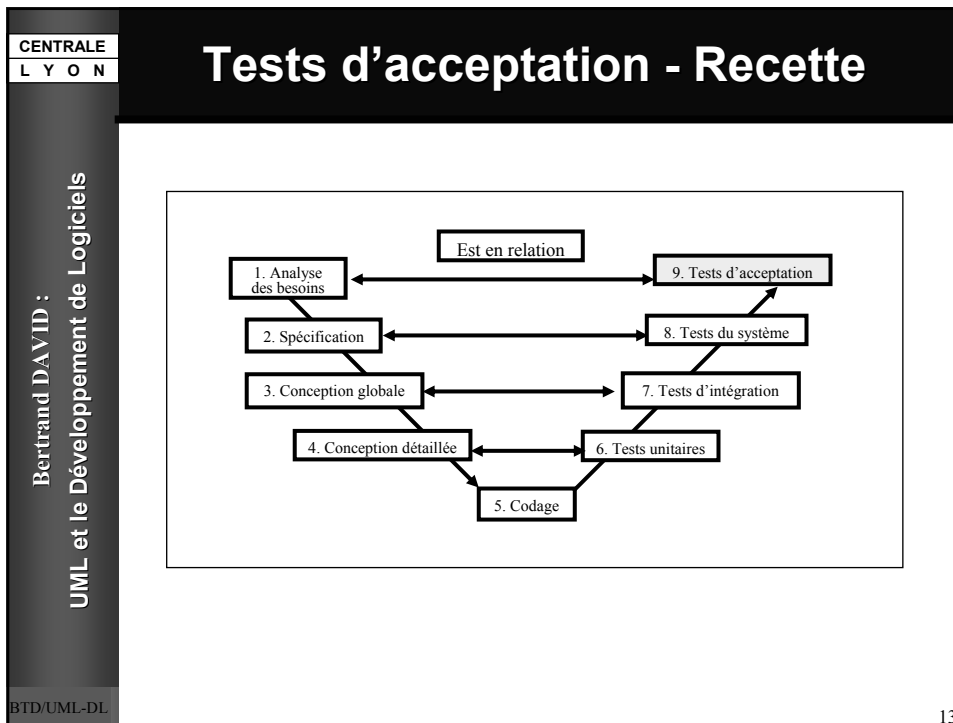 CENTRALE
L Y O N
Tests d'acceptation - Recette
Bertrand DAVID :
UML et le Développement de Logiciels
Est en relation
1. Analyse
des besoins
9. Tests d'acceptation
2. Spécification
8. Tests du système
3. Conception globale
7. Tests d'intégration
4. Conception détaillée
6. Tests unitaires
5. Codage
BTD/UML-DL
13